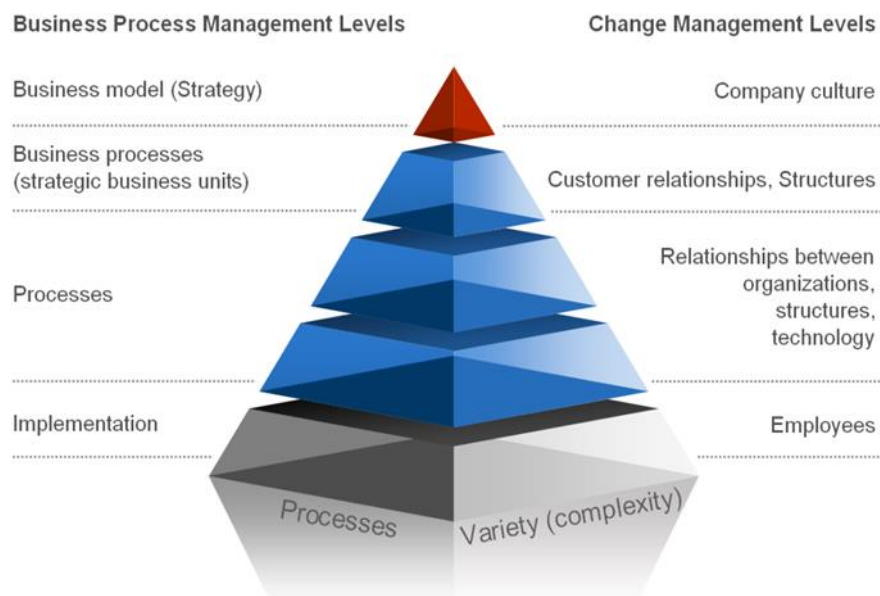 Business Process Management Levels
Change Management Levels
Business model (Strategy)
Company culture
Business processes
(strategic business units)
Customer relationships, Structures
Processes
Relationships between
organizations,
structures,
technology
Implementation
Employees
Processes
Variety (complexity)